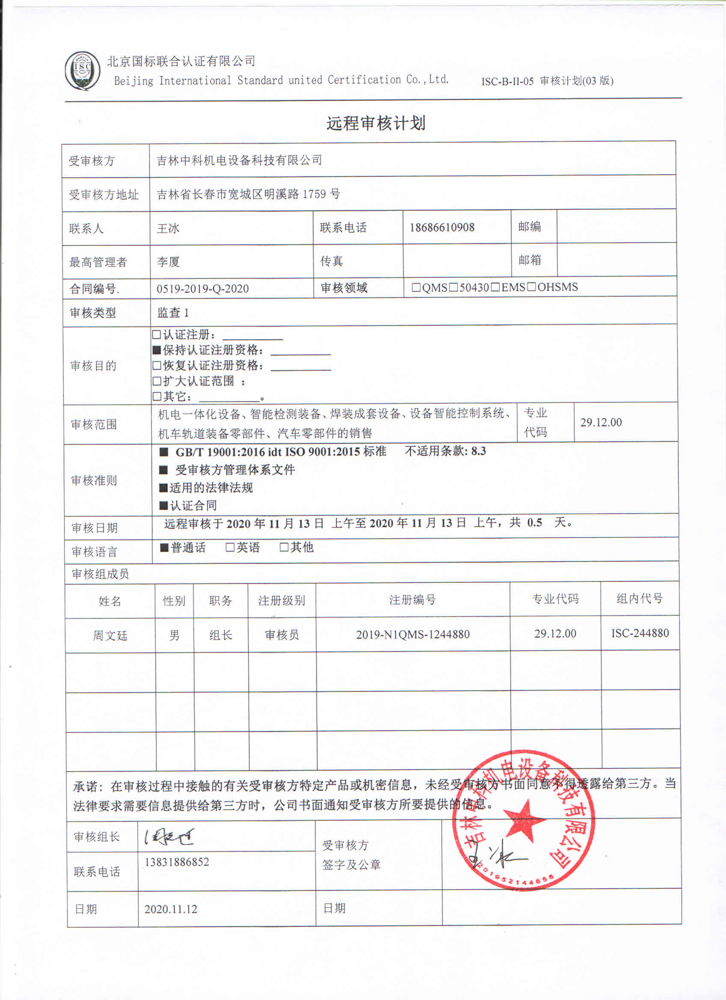 ISC
北京国标联合认证有限公司
Beijing International Standard united Certification Co.,Ltd.
ISC-B-II-05 审核计划(03 版)
远程审核计划
受审核方 吉林中科机电设备科技有限公司
受审核方地址 吉林省长春市宽城区明溪路 1759 号
联系人 王冰 联系电话 18686610908 邮编
最高管理者 李厦 传真 邮箱
合同编号. 0519-2019-Q-2020 审核领域 □QMS□50430□EMS□OHSMS
审核类型 监查 1
审核目的
□认证注册：
■保持认证注册资格：
□恢复认证注册资格：
□扩大认证范围 ：
□其它： 。
审核范围
机电一体化设备、智能检测装备、焊装成套设备、设备智能控制系统、
机车轨道装备零部件、汽车零部件的销售
专业
代码
29.12.00
审核准则
■ GB/T 19001:2016 idt ISO 9001:2015 标准 不适用条款: 8.3
■ 受审核方管理体系文件
■适用的法律法规
■认证合同
审核日期 远程审核于 2020 年 11 月 13 日 上午至 2020 年 11 月 13 日 上午，共 0.5 天。
审核语言 ■普通话 □英语 □其他
审核组成员
姓名 性别 职务 注册级别 注册编号 专业代码 组内代号
周文廷 男 组长 审核员 2019-N1QMS-1244880 29.12.00 ISC-244880
承诺：在审核过程中接触的有关受审核方特定产品或机密信息，未经受审核方书面同意不得透露给第三方。当
法律要求需要信息提供给第三方时，公司书面通知受审核方所要提供的信息。
审核组长 周文廷
联系电话 13831886852
受审核方
签字及公章
王冰
吉林中科机电设备科技有限公司
日期 2020.11.12 日期